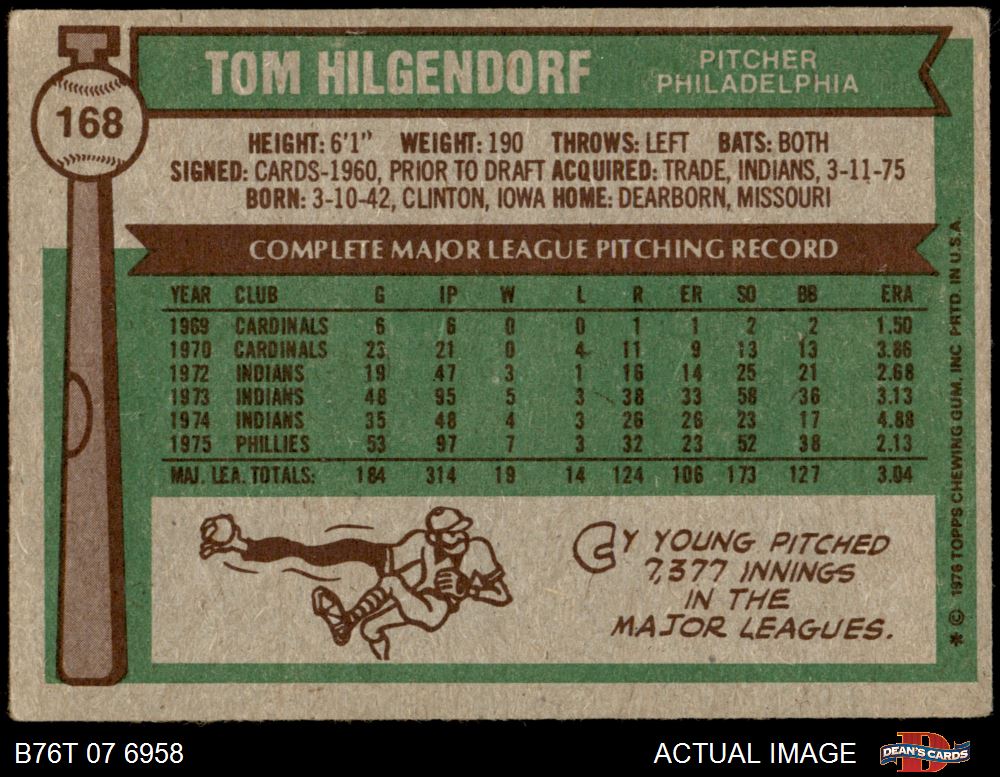 168
TOM HILGENDORF
PITCHER
PHILADELPHIA
HEIGHT: 6'1" WEIGHT: 190 THROWS: LEFT BATS: BOTH
SIGNED: CARDS-1960, PRIOR TO DRAFT ACQUIRED: TRADE, INDIANS, 3-11-75
BORN: 3-10-42, CLINTON, IOWA HOME: DEARBORN, MISSOURI
COMPLETE MAJOR LEAGUE PITCHING RECORD
YEAR CLUB G IP W L R ER SO BB ERA
1969 CARDINALS 6 6 0 0 1 1 2 2 1.50
1970 CARDINALS 23 21 0 4 11 9 13 13 3.86
1972 INDIANS 19 47 3 1 16 14 25 21 2.68
1973 INDIANS 48 95 5 3 38 33 58 36 3.13
1974 INDIANS 35 48 4 3 26 26 23 17 4.88
1975 PHILLIES 53 97 7 3 32 23 52 38 2.13
MAJ. LEA. TOTALS: 184 314 19 14 124 106 173 127 3.04
CY YOUNG PITCHED
7,377 INNINGS
IN THE
MAJOR LEAGUES.
* © 1976 TOPPS CHEWING GUM, INC PRTD. IN U.S.A.
B76T 07 6958
ACTUAL IMAGE
D
DEAN'S CARDS